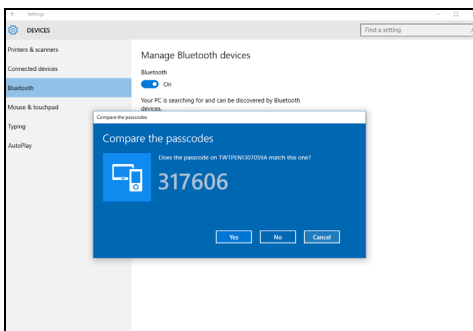 Settings
DEVICES
Find a setting
Printers & scanners
Connected devices
Bluetooth
Mouse & touchpad
Typing
AutoPlay
Manage Bluetooth devices
Bluetooth
On
Your PC is searching for and can be discovered by Bluetooth
devices.
Compare the passcodes
Compare the passcodes
Does the passcode on TWTPENI307D59A match this one?
317606
Yes
No
Cancel